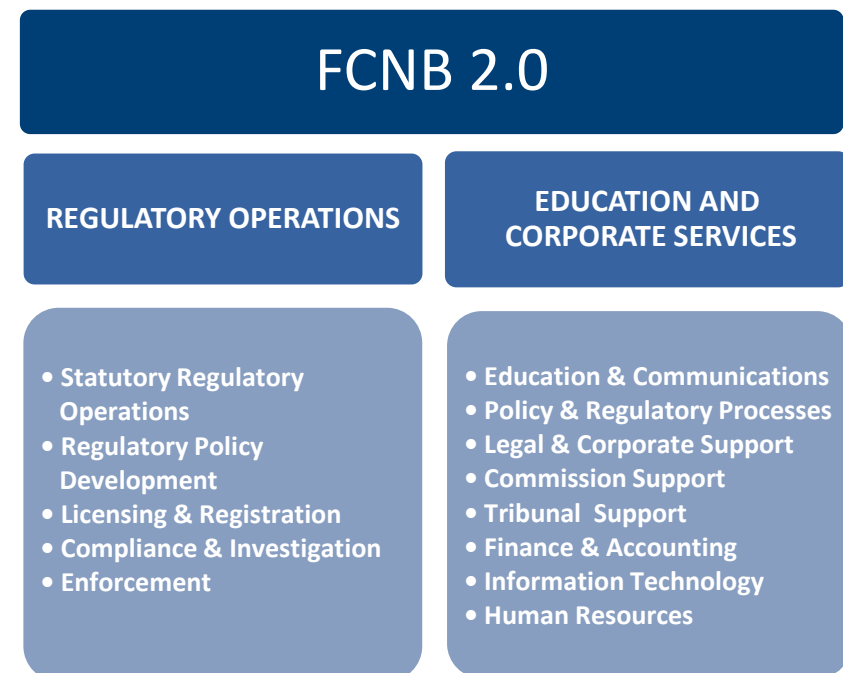 FCNB 2.0
REGULATORY OPERATIONS
• Statutory Regulatory
Operations
• Regulatory Policy
Development
• Licensing & Registration
• Compliance & Investigation
• Enforcement
EDUCATION AND
CORPORATE SERVICES
• Education & Communications
• Policy & Regulatory Processes
• Legal & Corporate Support
• Commission Support
• Tribunal  Support
• Finance & Accounting
• Information Technology
• Human Resources